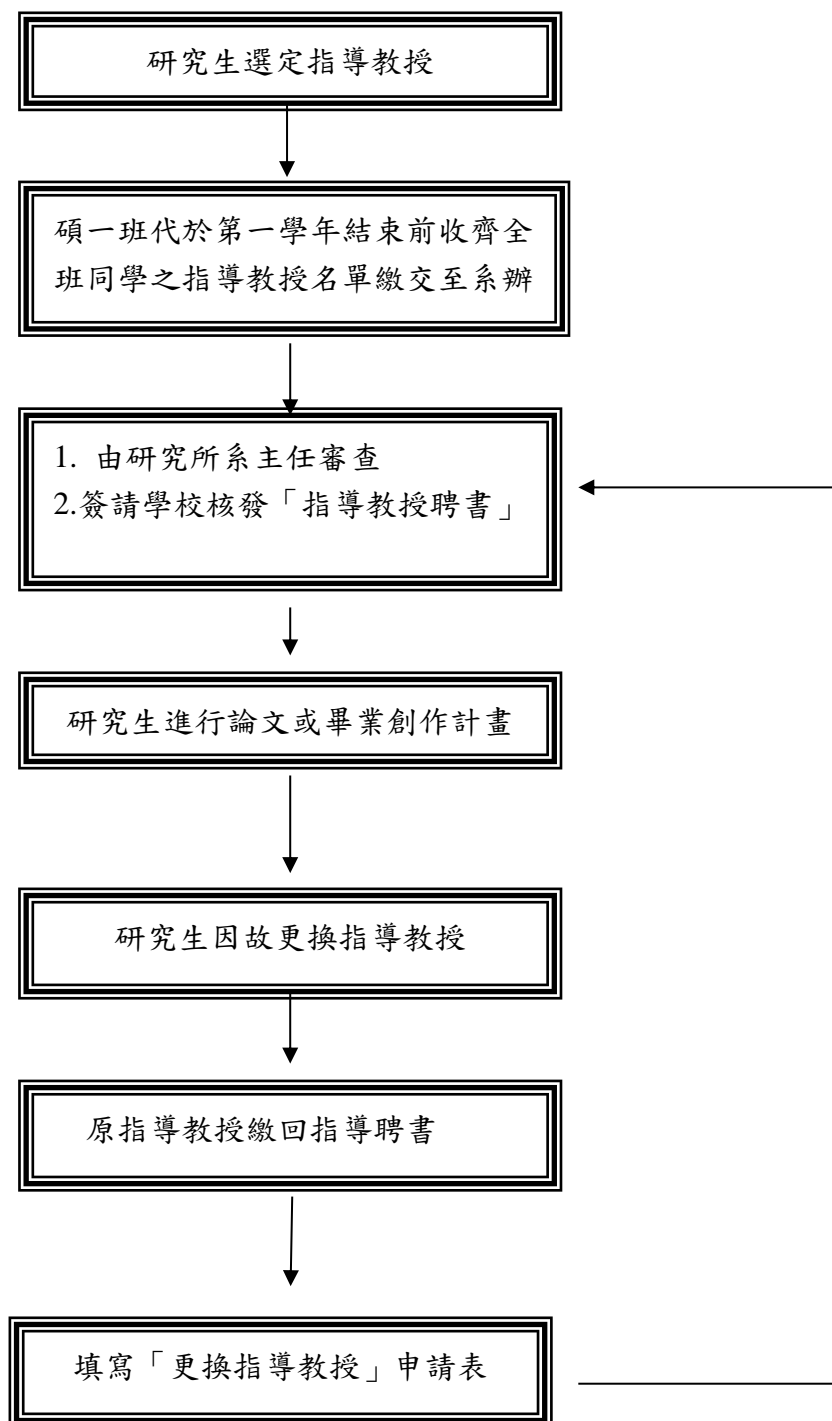 研究生選定指導教授
碩一班代於第一學年結束前收齊全
班同學之指導教授名單繳交至系辦
1. 由研究所系主任審查
2.簽請學校核發「指導教授聘書」
研究生進行論文或畢業創作計畫
研究生因故更換指導教授
原指導教授繳回指導聘書
填寫「更換指導教授」申請表